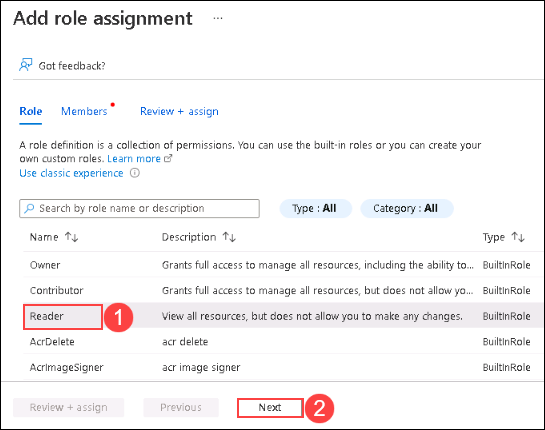 Add role assignment ...
Got feedback?
Role Members Review + assign
A role definition is a collection of permissions. You can use the built-in roles or you can create your
own custom roles. Learn more
Use classic experience
Search by role name or description Type : All Category : All
Name ↑↓ Description ↑↓ Type ↑↓
Owner Grants full access to manage all resources, including the ability to... BuiltInRole
Contributor Grants full access to manage all resources, but does not allow yo... BuiltInRole
Reader 1 View all resources, but does not allow you to make any changes. BuiltInRole
AcrDelete acr delete BuiltInRole
AcrImageSigner acr image signer BuiltInRole
Review + assign Previous Next 2